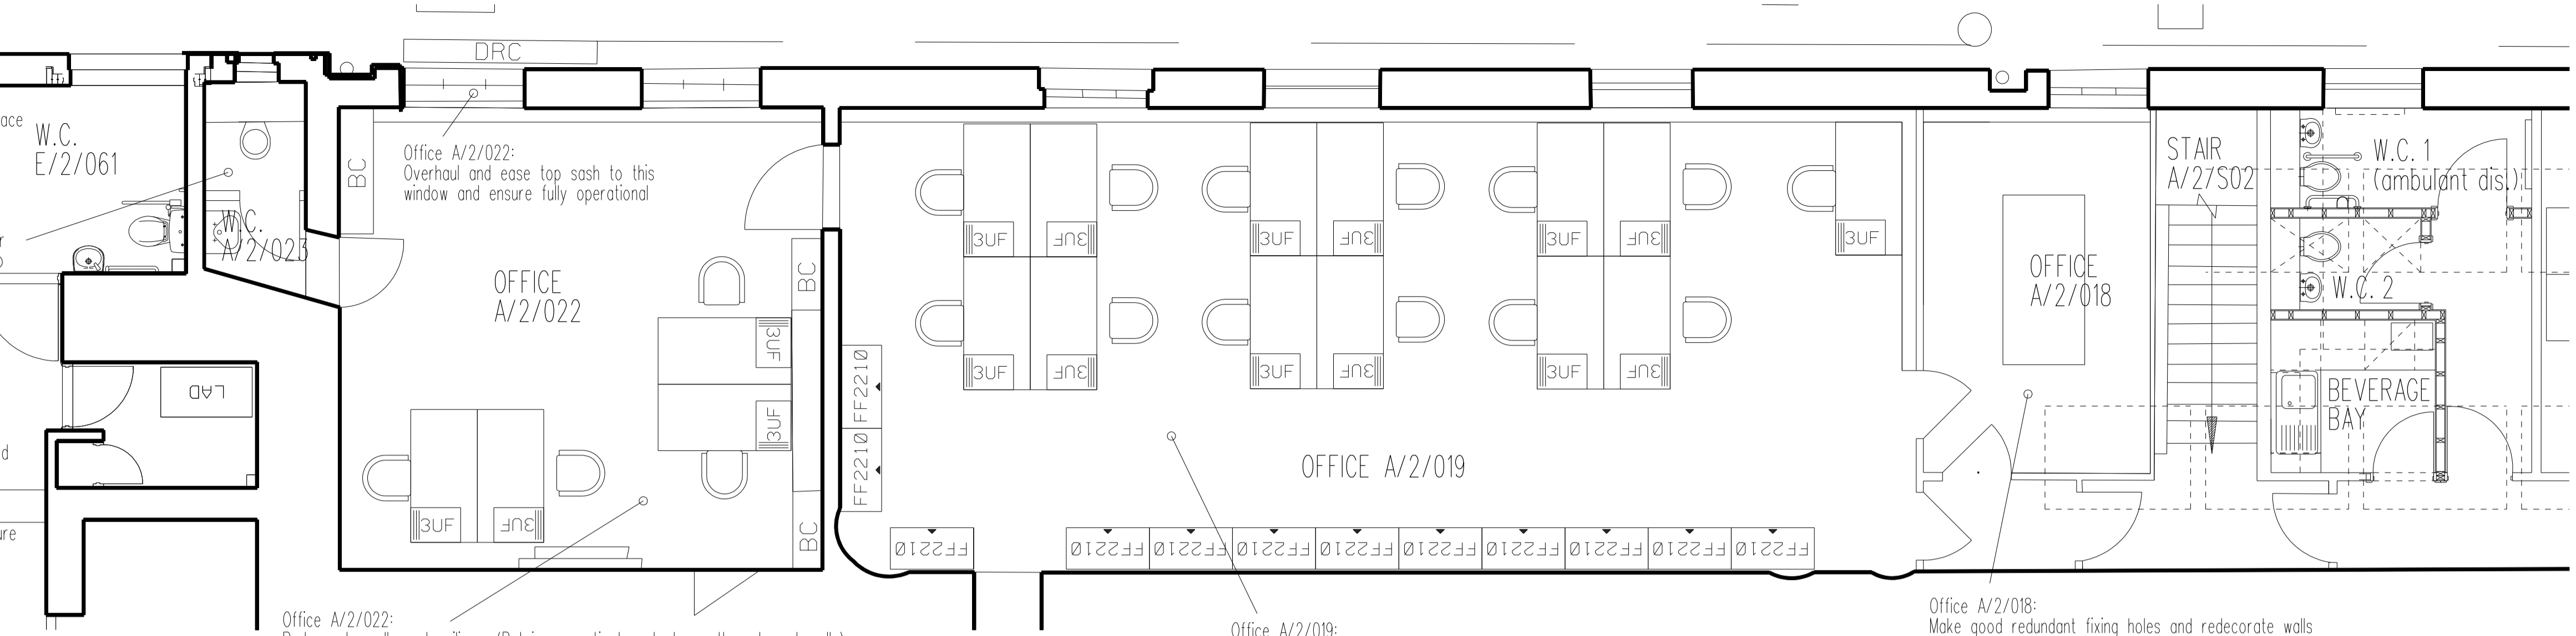 DRC
ace
W.C.
E/2/061
W.C.
A/2/023
BC
Office A/2/022:
Overhaul and ease top sash to this
window and ensure fully operational
OFFICE
A/2/022
BC
3UF
3UF
BC
3UF
3UF
LAD
d
ure
3UF
3UF
3UF
3UF
3UF
3UF
3UF
3UF
3UF
3UF
3UF
3UF
3UF
FF2210
FF2210
OFFICE A/2/019
FF2210
FF2210
FF2210
FF2210
FF2210
FF2210
FF2210
FF2210
FF2210
FF2210
OFFICE
A/2/018
STAIR
A/2/S02
W.C. 1
(ambulant dis.)
W.C. 2
BEVERAGE
BAY
Office A/2/022:
Office A/2/019:
Office A/2/018:
Make good redundant fixing holes and redecorate walls